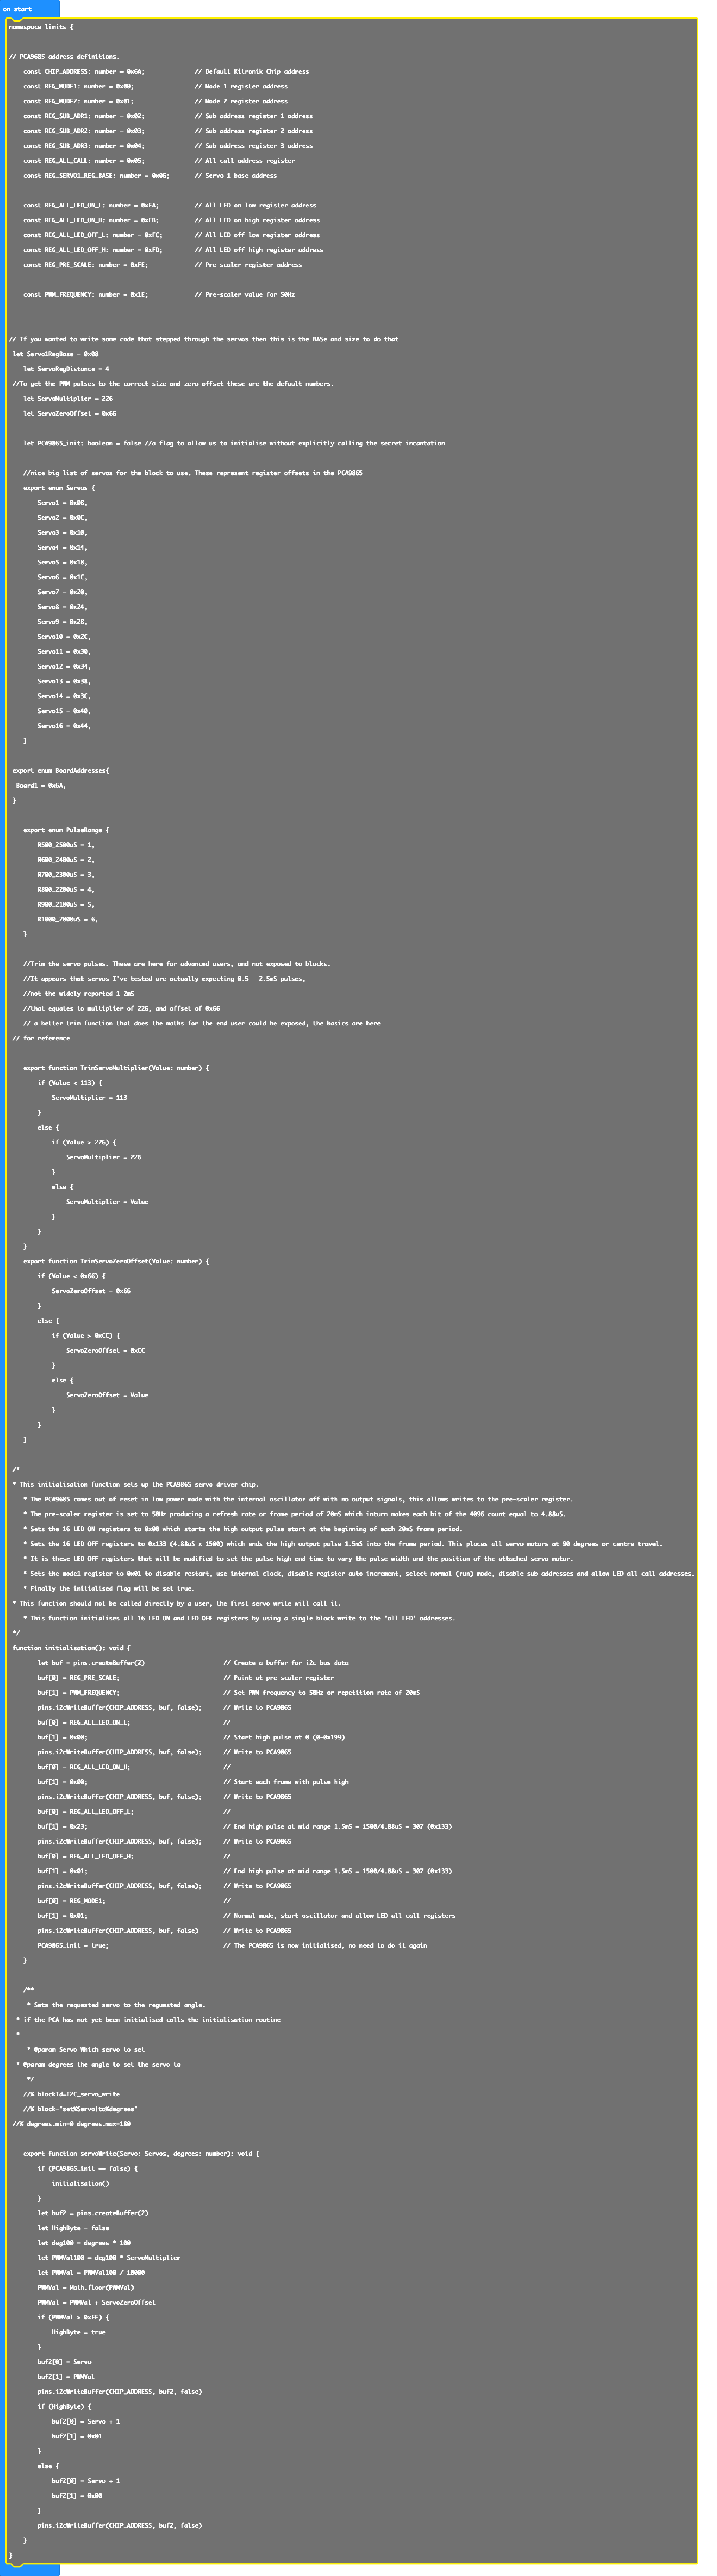 on start
namespace limits {
// PCA9685 address definitions.
const CHIP_ADDRESS: number = 0x6A; // Default Kitronik Chip address
const REG_MODE1: number = 0x00; // Mode 1 register address
const REG_MODE2: number = 0x01; // Mode 2 register address
const REG_SUB_ADR1: number = 0x02; // Sub address register 1 address
const REG_SUB_ADR2: number = 0x03; // Sub address register 2 address
const REG_SUB_ADR3: number = 0x04; // Sub address register 3 address
const REG_ALL_CALL: number = 0x05; // All call address register
const REG_SERVO1_REG_BASE: number = 0x06; // Servo 1 base address
const REG_ALL_LED_ON_L: number = 0xFA; // All LED on low register address
const REG_ALL_LED_ON_H: number = 0xFB; // All LED on high register address
const REG_ALL_LED_OFF_L: number = 0xFC; // All LED off low register address
const REG_ALL_LED_OFF_H: number = 0xFD; // All LED off high register address
const REG_PRE_SCALE: number = 0xFE; // Pre-scaler register address
const PWM_FREQUENCY: number = 0x1E; // Pre-scaler value for 50Hz
// If you wanted to write some code that stepped through the servos then this is the BASe and size to do that
let Servo1RegBase = 0x08
let ServoRegDistance = 4
//To get the PWM pulses to the correct size and zero offset these are the default numbers.
let ServoMultiplier = 226
let ServoZeroOffset = 0x66
let PCA9865_init: boolean = false //a flag to allow us to initialise without explicitly calling the secret incantation
//nice big list of servos for the block to use. These represent register offsets in the PCA9865
export enum Servos {
Servo1 = 0x08,
Servo2 = 0x0C,
Servo3 = 0x10,
Servo4 = 0x14,
Servo5 = 0x18,
Servo6 = 0x1C,
Servo7 = 0x20,
Servo8 = 0x24,
Servo9 = 0x28,
Servo10 = 0x2C,
Servo11 = 0x30,
Servo12 = 0x34,
Servo13 = 0x38,
Servo14 = 0x3C,
Servo15 = 0x40,
Servo16 = 0x44,
}
export enum BoardAddresses{
Board1 = 0x6A,
}
export enum PulseRange {
R500_2500uS = 1,
R600_2400uS = 2,
R700_2300uS = 3,
R800_2200uS = 4,
R900_2100uS = 5,
R1000_2000uS = 6,
}
//Trim the servo pulses. These are here for advanced users, and not exposed to blocks.
//It appears that servos I've tested are actually expecting 0.5 - 2.5mS pulses,
//not the widely reported 1-2mS
//that equates to multiplier of 226, and offset of 0x66
// a better trim function that does the maths for the end user could be exposed, the basics are here
// for reference
export function TrimServoMultiplier(Value: number) {
if (Value < 113) {
ServoMultiplier = 113
}
else {
if (Value > 226) {
ServoMultiplier = 226
}
else {
ServoMultiplier = Value
}
}
}
export function TrimServoZeroOffset(Value: number) {
if (Value < 0x66) {
ServoZeroOffset = 0x66
}
else {
if (Value > 0xCC) {
ServoZeroOffset = 0xCC
}
else {
ServoZeroOffset = Value
}
}
}
/*
* This initialisation function sets up the PCA9865 servo driver chip.
* The PCA9685 comes out of reset in low power mode with the internal oscillator off with no output signals, this allows writes to the pre-scaler register.
* The pre-scaler register is set to 50Hz producing a refresh rate or frame period of 20mS which inturn makes each bit of the 4096 count equal to 4.88uS.
* Sets the 16 LED ON registers to 0x00 which starts the high output pulse start at the beginning of each 20mS frame period.
* Sets the 16 LED OFF registers to 0x133 (4.88uS x 1500) which ends the high output pulse 1.5mS into the frame period. This places all servo motors at 90 degrees or centre travel.
* It is these LED OFF registers that will be modified to set the pulse high end time to vary the pulse width and the position of the attached servo motor.
* Sets the mode1 register to 0x01 to disable restart, use internal clock, disable register auto increment, select normal (run) mode, disable sub addresses and allow LED all call addresses.
* Finally the initialised flag will be set true.
* This function should not be called directly by a user, the first servo write will call it.
* This function initialises all 16 LED ON and LED OFF registers by using a single block write to the 'all LED' addresses.
*/
function initialisation(): void {
let buf = pins.createBuffer(2) // Create a buffer for i2c bus data
buf[0] = REG_PRE_SCALE; // Point at pre-scaler register
buf[1] = PWM_FREQUENCY; // Set PWM frequency to 50Hz or repetition rate of 20mS
pins.i2cWriteBuffer(CHIP_ADDRESS, buf, false); // Write to PCA9865
buf[0] = REG_ALL_LED_ON_L; //
buf[1] = 0x00; // Start high pulse at 0 (0-0x199)
pins.i2cWriteBuffer(CHIP_ADDRESS, buf, false); // Write to PCA9865
buf[0] = REG_ALL_LED_ON_H; //
buf[1] = 0x00; // Start each frame with pulse high
pins.i2cWriteBuffer(CHIP_ADDRESS, buf, false); // Write to PCA9865
buf[0] = REG_ALL_LED_OFF_L; //
buf[1] = 0x23; // End high pulse at mid range 1.5mS = 1500/4.88uS = 307 (0x133)
pins.i2cWriteBuffer(CHIP_ADDRESS, buf, false); // Write to PCA9865
buf[0] = REG_ALL_LED_OFF_H; //
buf[1] = 0x01; // End high pulse at mid range 1.5mS = 1500/4.88uS = 307 (0x133)
pins.i2cWriteBuffer(CHIP_ADDRESS, buf, false); // Write to PCA9865
buf[0] = REG_MODE1; //
buf[1] = 0x01; // Normal mode, start oscillator and allow LED all call registers
pins.i2cWriteBuffer(CHIP_ADDRESS, buf, false) // Write to PCA9865
PCA9865_init = true; // The PCA9865 is now initialised, no need to do it again
}
/**
* Sets the requested servo to the reguested angle.
* if the PCA has not yet been initialised calls the initialisation routine
*
* @param Servo Which servo to set
* @param degrees the angle to set the servo to
*/
//% blockId=I2C_servo_write
//% block="set%Servo|to%degrees"
//% degrees.min=0 degrees.max=180
export function servoWrite(Servo: Servos, degrees: number): void {
if (PCA9865_init == false) {
initialisation()
}
let buf2 = pins.createBuffer(2)
let HighByte = false
let deg100 = degrees * 100
let PWMVal100 = deg100 * ServoMultiplier
let PWMVal = PWMVal100 / 10000
PWMVal = Math.floor(PWMVal)
PWMVal = PWMVal + ServoZeroOffset
if (PWMVal > 0xFF) {
HighByte = true
}
buf2[0] = Servo
buf2[1] = PWMVal
pins.i2cWriteBuffer(CHIP_ADDRESS, buf2, false)
if (HighByte) {
buf2[0] = Servo + 1
buf2[1] = 0x01
}
else {
buf2[0] = Servo + 1
buf2[1] = 0x00
}
pins.i2cWriteBuffer(CHIP_ADDRESS, buf2, false)
}
}